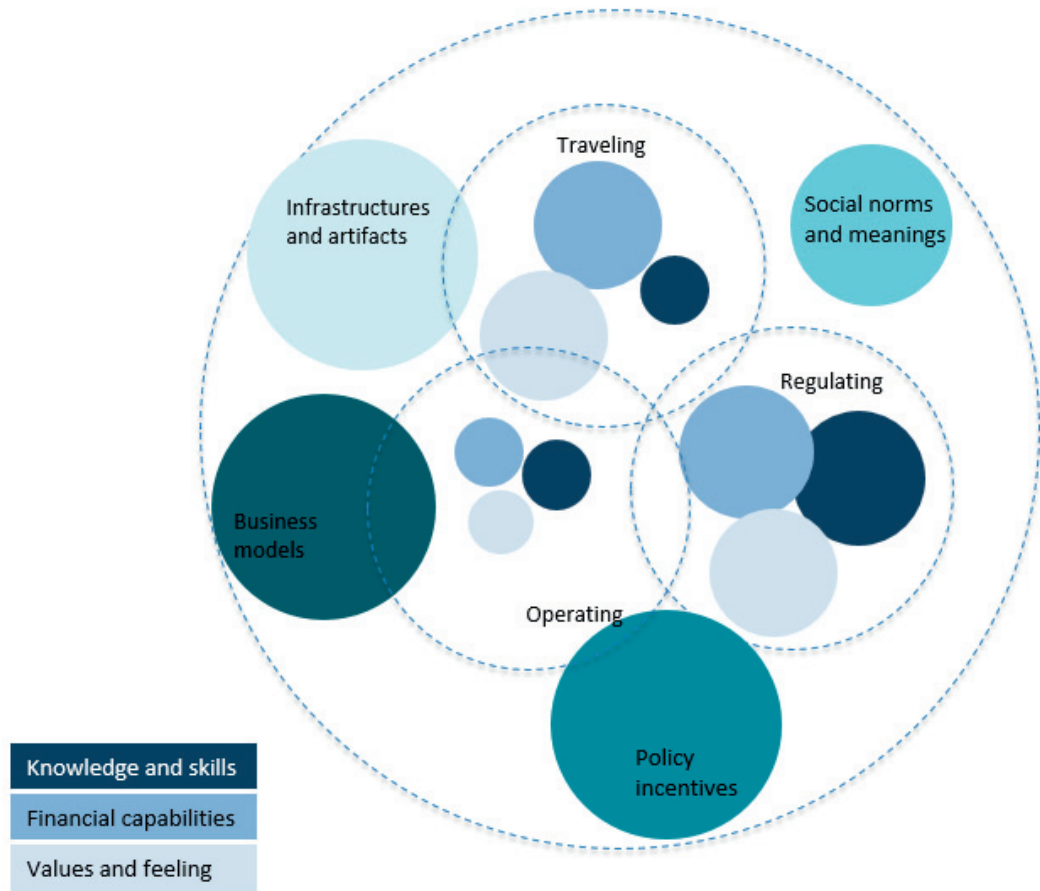 Traveling
Infrastructures
and artifacts
Social norms
and meanings
Regulating
Business
models
Operating
Policy
incentives
Knowledge and skills
Financial capabilities
Values and feeling